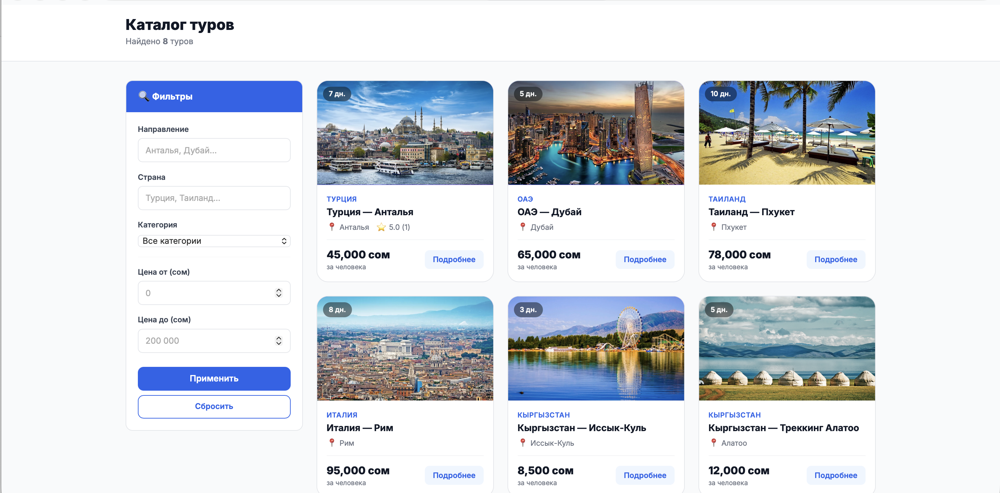 Каталог туров
Найдено 8 туров
Фильтры
Направление
Анталья, Дубай...
Страна
Турция, Таиланд...
Категория
Все категории
Цена от (сом)
0
Цена до (сом)
200 000
Применить
Сбросить
7 дн.
ТУРЦИЯ
Турция — Анталья
Анталья 5.0 (1)
45,000 сом
за человека
Подробнее
5 дн.
ОАЭ
ОАЭ — Дубай
Дубай
65,000 сом
за человека
Подробнее
10 дн.
ТАИЛАНД
Таиланд — Пхукет
Пхукет
78,000 сом
за человека
Подробнее
8 дн.
ИТАЛИЯ
Италия — Рим
Рим
95,000 сом
за человека
Подробнее
3 дн.
КЫРГЫЗСТАН
Кыргызстан — Иссык-Куль
Иссык-Куль
8,500 сом
за человека
Подробнее
5 дн.
КЫРГЫЗСТАН
Кыргызстан — Треккинг Алатоо
Алатоо
12,000 сом
за человека
Подробнее